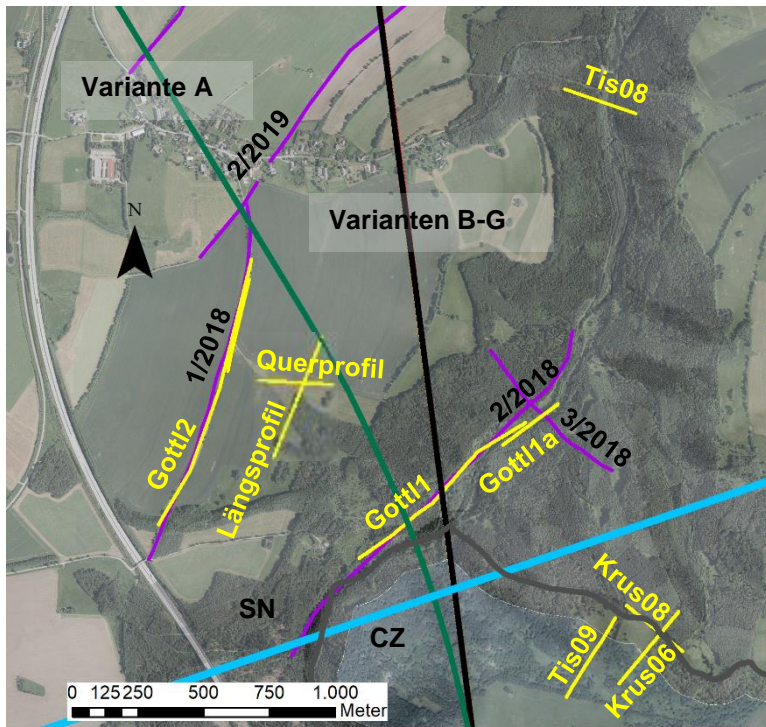 Variante A
Tis08
2/2019
Varianten B-G
N
1/2018
Querprofil
Längsprofil
Gottl2
2/2018
3/2018
Gottl1a
Gottl1
SN
CZ
Krus08
Tis09
Krus06
0 125 250 500 750 1.000
Meter